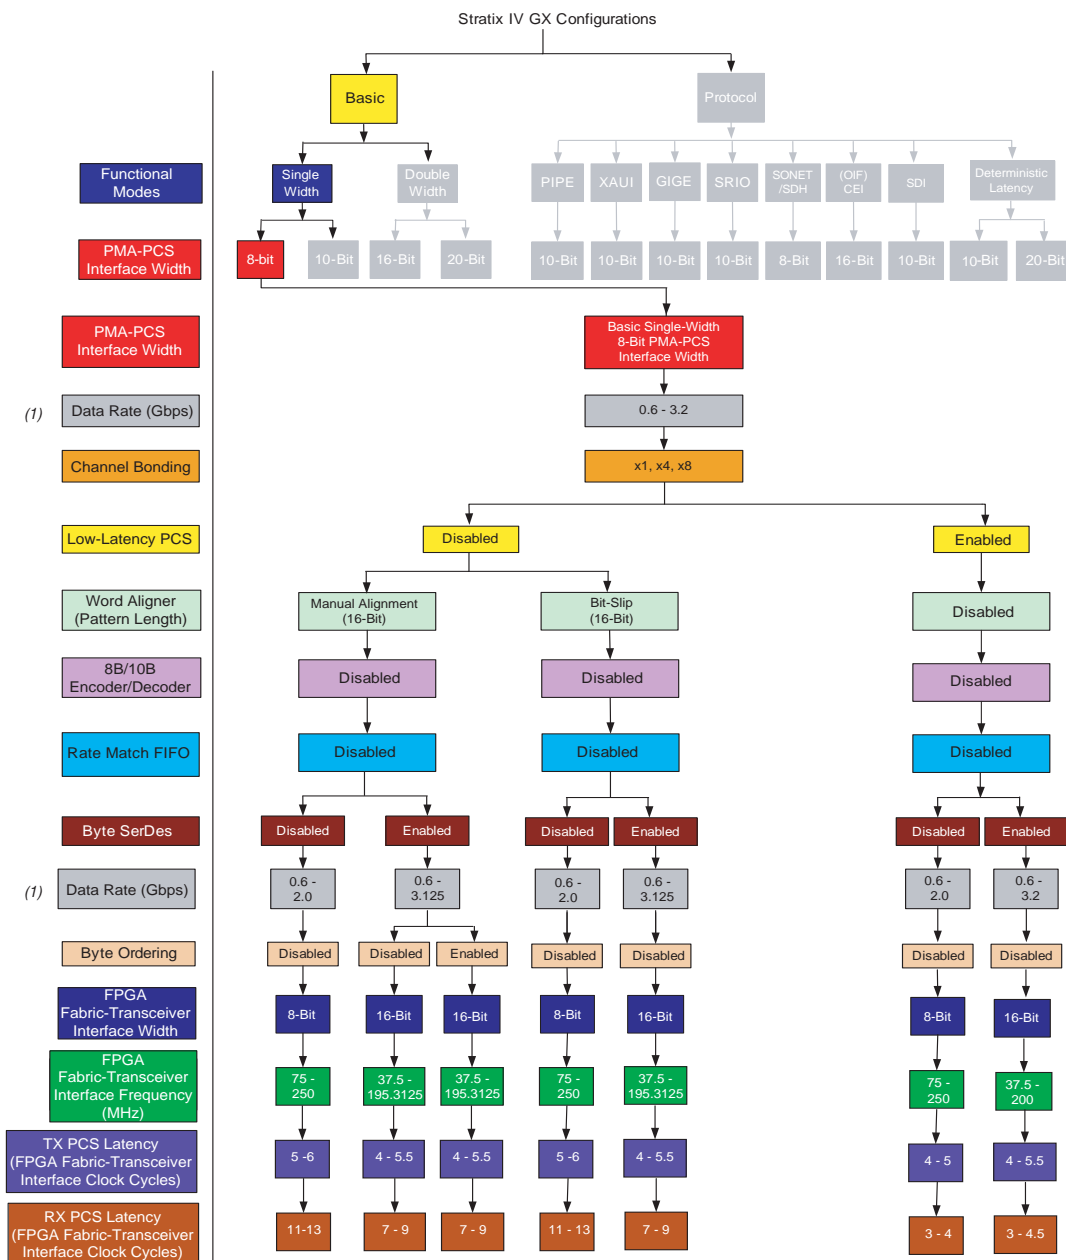 Stratix IV GX Configurations
Basic
Protocol
Functional
Modes
Single
Width
Double
Width
PIPE
XAUI
GIGE
SRIO
SONET
/SDH
(OIF)
CEI
SDI
Deterministic
Latency
PMA-PCS
Interface Width
8-bit
10-Bit
16-Bit
20-Bit
10-Bit
10-Bit
10-Bit
10-Bit
8-Bit
16-Bit
10-Bit
10-Bit
20-Bit
PMA-PCS
Interface Width
Basic Single-Width
8-Bit PMA-PCS
Interface Width
(1)
Data Rate (Gbps)
0.6 - 3.2
Channel Bonding
x1, x4, x8
Low-Latency PCS
Disabled
Enabled
Word Aligner
(Pattern Length)
Manual Alignment
(16-Bit)
Bit-Slip
(16-Bit)
Disabled
8B/10B
Encoder/Decoder
Disabled
Disabled
Disabled
Rate Match FIFO
Disabled
Disabled
Disabled
Byte SerDes
Disabled
Enabled
Disabled
Enabled
Disabled
Enabled
(1)
Data Rate (Gbps)
0.6 -
2.0
0.6 -
3.125
0.6 -
2.0
0.6 -
3.125
0.6 -
2.0
0.6 -
3.2
Byte Ordering
Disabled
Disabled
Enabled
Disabled
Disabled
Disabled
Disabled
FPGA
Fabric-Transceiver
Interface Width
8-Bit
16-Bit
16-Bit
8-Bit
16-Bit
8-Bit
16-Bit
FPGA
Fabric-Transceiver
Interface Frequency
(MHz)
75 -
250
37.5 -
195.3125
37.5 -
195.3125
75 -
250
37.5 -
195.3125
75 -
250
37.5 -
200
TX PCS Latency
(FPGA Fabric-Transceiver
Interface Clock Cycles)
5 -6
4 - 5.5
4 - 5.5
5 -6
4 - 5.5
4 - 5
4 - 5.5
RX PCS Latency
(FPGA Fabric-Transceiver
Interface Clock Cycles)
11-13
7 - 9
7 - 9
11 - 13
7 - 9
3 - 4
3 - 4.5